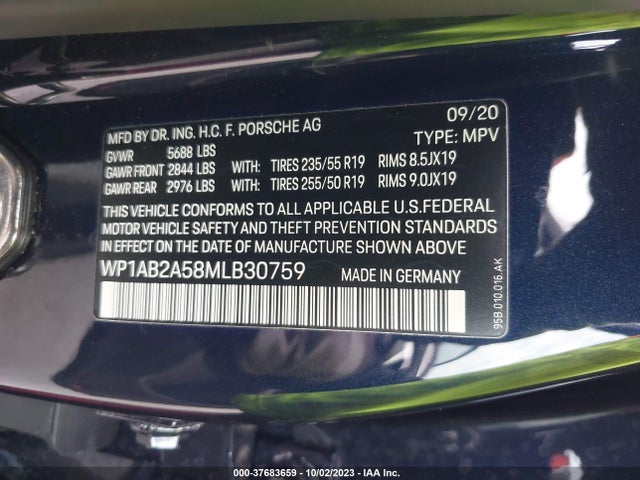 09/20
MFD BY DR. ING. H.C. F. PORSCHE AG
TYPE: MPV
GVWR 5688 LBS
GAWR FRONT 2844 LBS WITH: TIRES 235/55 R19 RIMS 8.5JX19
GAWR REAR 2976 LBS WITH: TIRES 255/50 R19 RIMS 9.0JX19
THIS VEHICLE CONFORMS TO ALL APPLICABLE U.S.FEDERAL
MOTOR VEHICLE SAFETY AND THEFT PREVENTION STANDARDS
IN EFFECT ON THE DATE OF MANUFACTURE SHOWN ABOVE.
WP1AB2A58MLB30759 MADE IN GERMANY
95B.010.016.AK
000-37683659 - 10/02/2023 - IAA Inc.